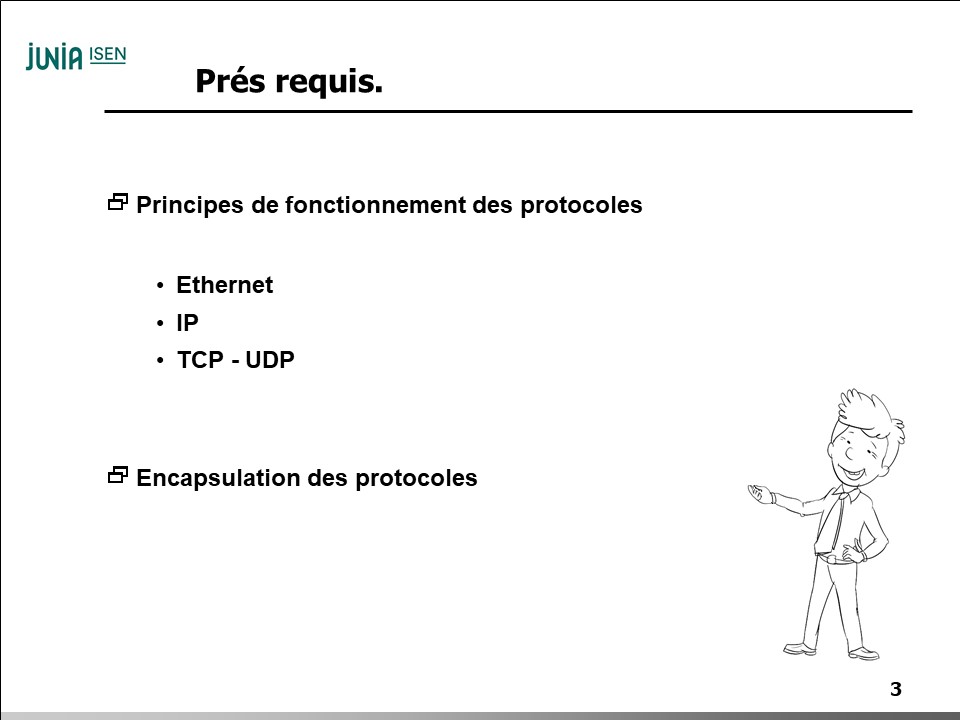 JUNIA ISEN
Prés requis.
Principes de fonctionnement des protocoles
• Ethernet
• IP
• TCP - UDP
Encapsulation des protocoles
3